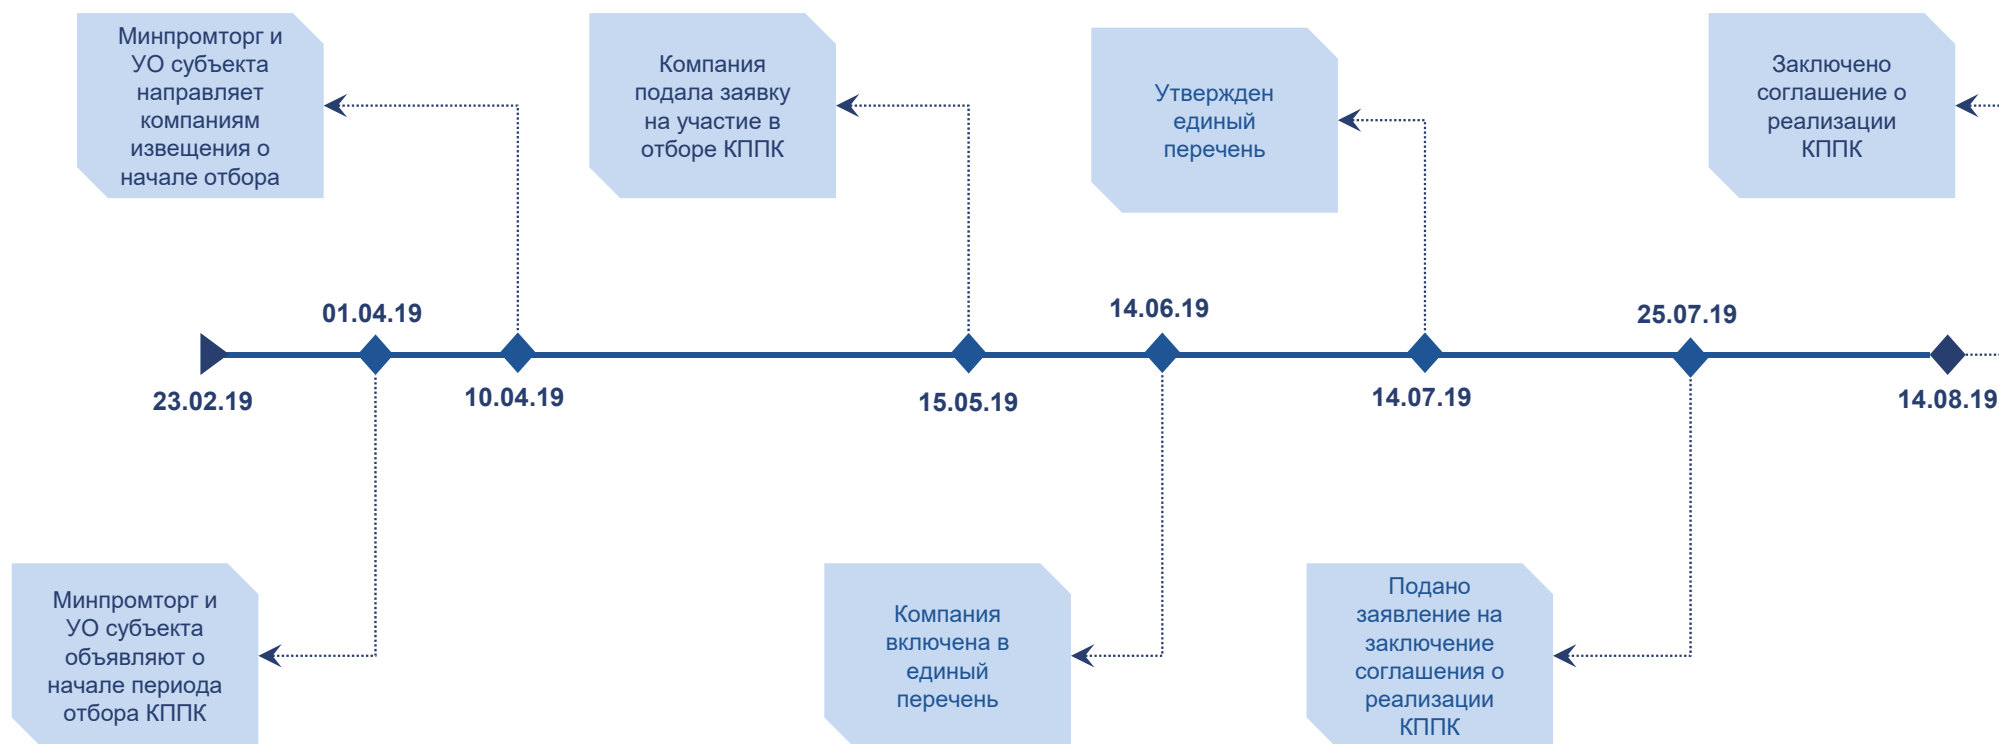 Минпромторг и
УО субъекта
направляет
компаниям
извещения о
начале отбора
Компания
подала заявку
на участие в
отборе КППК
Утвержден
единый
перечень
Заключено
соглашение о
реализации
КППК
01.04.19
14.06.19
25.07.19
23.02.19
10.04.19
15.05.19
14.07.19
14.08.19
Минпромторг и
УО субъекта
объявляют о
начале периода
отбора КППК
Компания
включена в
единый
перечень
Подано
заявление на
заключение
соглашения о
реализации
КППК